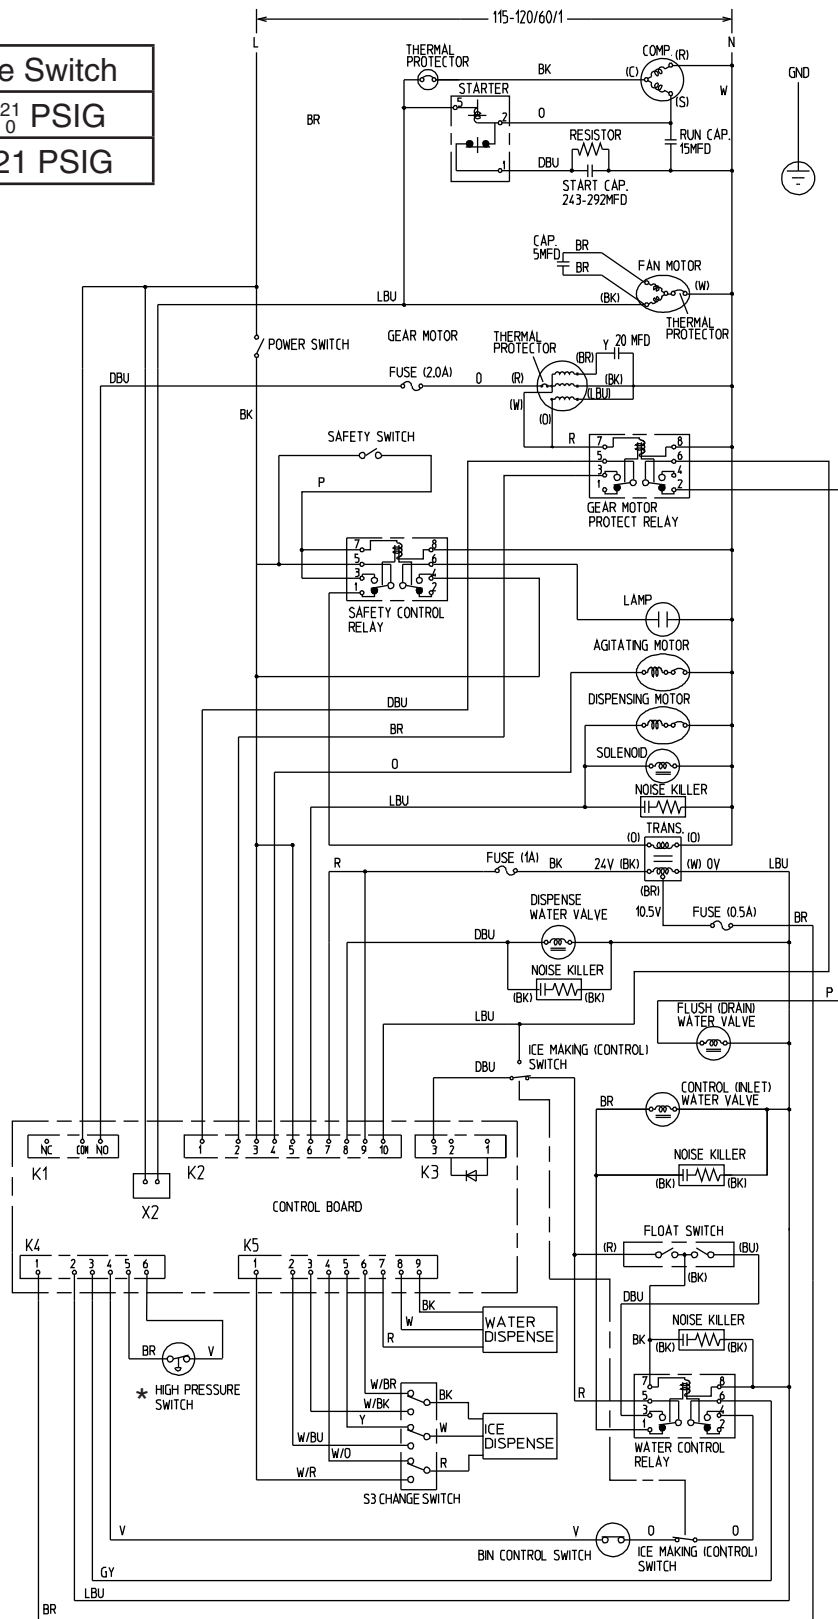 115-120/60/1
L
N
e Switch
21
0 PSIG
21 PSIG
THERMAL
PROTECTOR
BK
COMP.
(R)
(C)
(S)
W
GND
BR
STARTER
5
2
1
O
RESISTOR
DBU
START CAP.
243-292MFD
RUN CAP.
15MFD
CAP.
5MFD
BR
BR
FAN MOTOR
(W)
LBU
(BK)
THERMAL
PROTECTOR
POWER SWITCH
GEAR MOTOR
THERMAL
PROTECTOR
Y 20 MFD
(BR)
DBU
FUSE (2.0A)
O
(R)
(BK)
(LBU)
(W)
(O)
BK
R
SAFETY SWITCH
P
7 8
5 6
3 4
1 2
GEAR MOTOR
PROTECT RELAY
7 8
5 6
3 4
1 2
SAFETY CONTROL
RELAY
LAMP
AGITATING MOTOR
DISPENSING MOTOR
DBU
BR
SOLENOID
O
NOISE KILLER
LBU
TRANS.
(O) (O)
R
FUSE (1A)
BK
24V (BK)
(W) 0V
LBU
(BR)
10.5V
FUSE (0.5A)
BR
DISPENSE
WATER VALVE
DBU
NOISE KILLER
(BK) (BK)
P
FLUSH (DRAIN)
WATER VALVE
LBU
ICE MAKING (CONTROL)
SWITCH
DBU
CONTROL (INLET)
WATER VALVE
BR
NC COM NO
K1
1 2 3 4 5 6 7 8 9 10
K2
3 2 1
K3
NOISE KILLER
(BK) (BK)
X2
CONTROL BOARD
FLOAT SWITCH
(R) (BU)
(BK)
K4
1 2 3 4 5 6
K5
1 2 3 4 5 6 7 8 9
DBU
BK
W
R
WATER
DISPENSE
NOISE KILLER
BK (BK) (BK)
BR V
* HIGH PRESSURE
SWITCH
W/BR
W/BK
Y
W/BU
W/O
W/R
BK
W
R
ICE
DISPENSE
S3 CHANGE SWITCH
R
7 8
5 6
3 4
1 2
WATER CONTROL
RELAY
V
V
O
O
BIN CONTROL SWITCH
ICE MAKING (CONTROL)
SWITCH
GY
LBU
BR